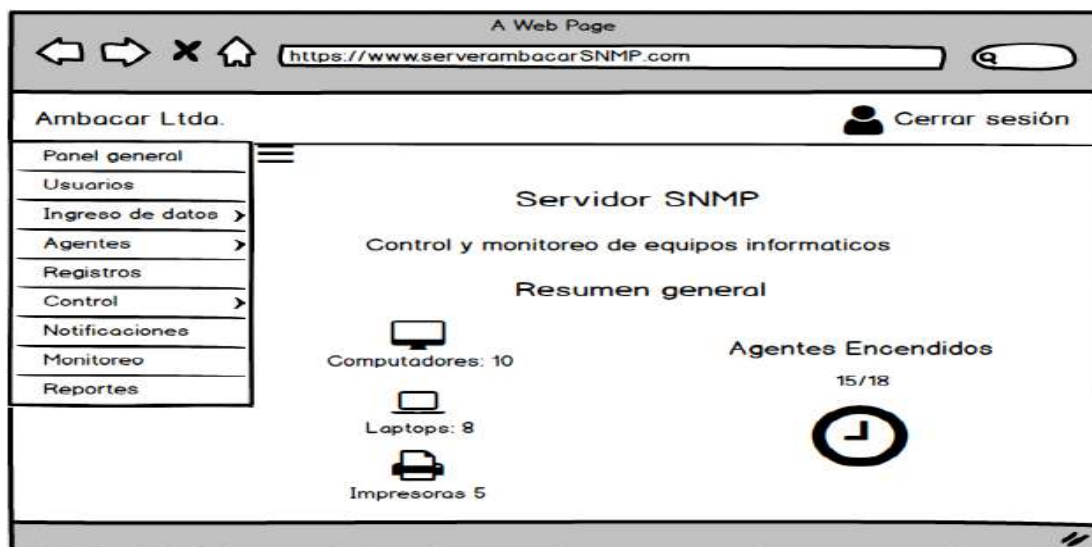 A Web Page
https://www.serverambacarSNMP.com
Ambacar Ltda.
Cerrar sesión
Panel general
Usuarios
Ingreso de datos
Agentes
Registros
Control
Notificaciones
Monitoreo
Reportes
Servidor SNMP
Control y monitoreo de equipos informaticos
Resumen general
Computadores: 10
Laptops: 8
Impresoras 5
Agentes Encendidos
15/18